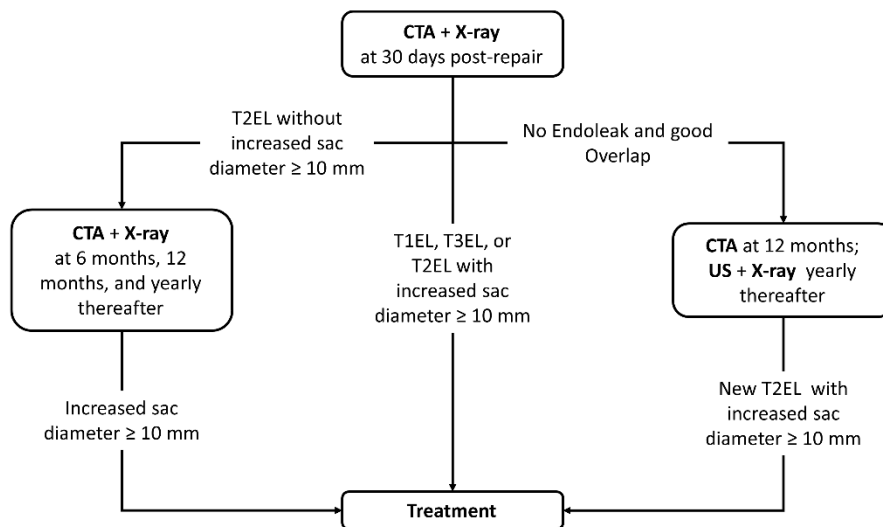 CTA + X-ray
at 30 days post-repair
T2EL without
increased sac
diameter ≥ 10 mm
No Endoleak and good
Overlap
CTA + X-ray
at 6 months, 12
months, and yearly
thereafter
T1EL, T3EL, or
T2EL with
increased sac
diameter ≥ 10 mm
CTA at 12 months;
US + X-ray yearly
thereafter
Increased sac
diameter ≥ 10 mm
New T2EL with
increased sac
diameter ≥ 10 mm
Treatment